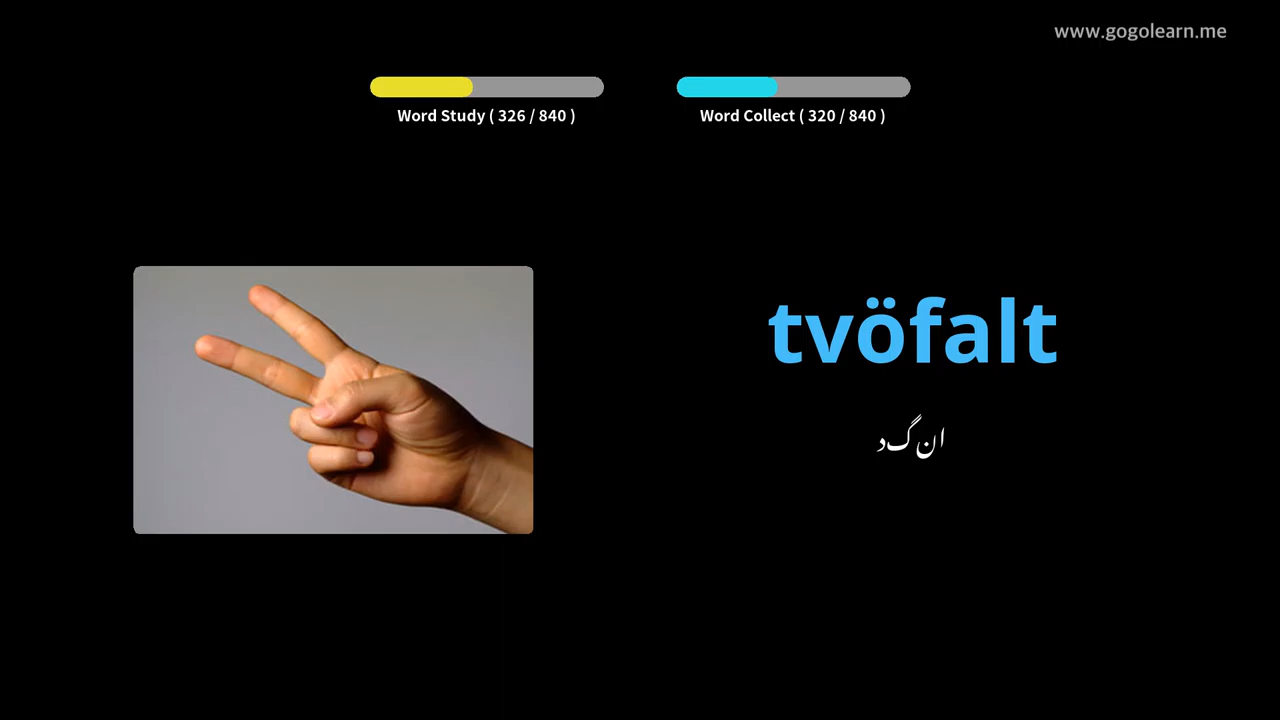 www.gogolearn.me
Word Study ( 326 / 840 )
Word Collect ( 320 / 840 )
tvöfalt
ان گد